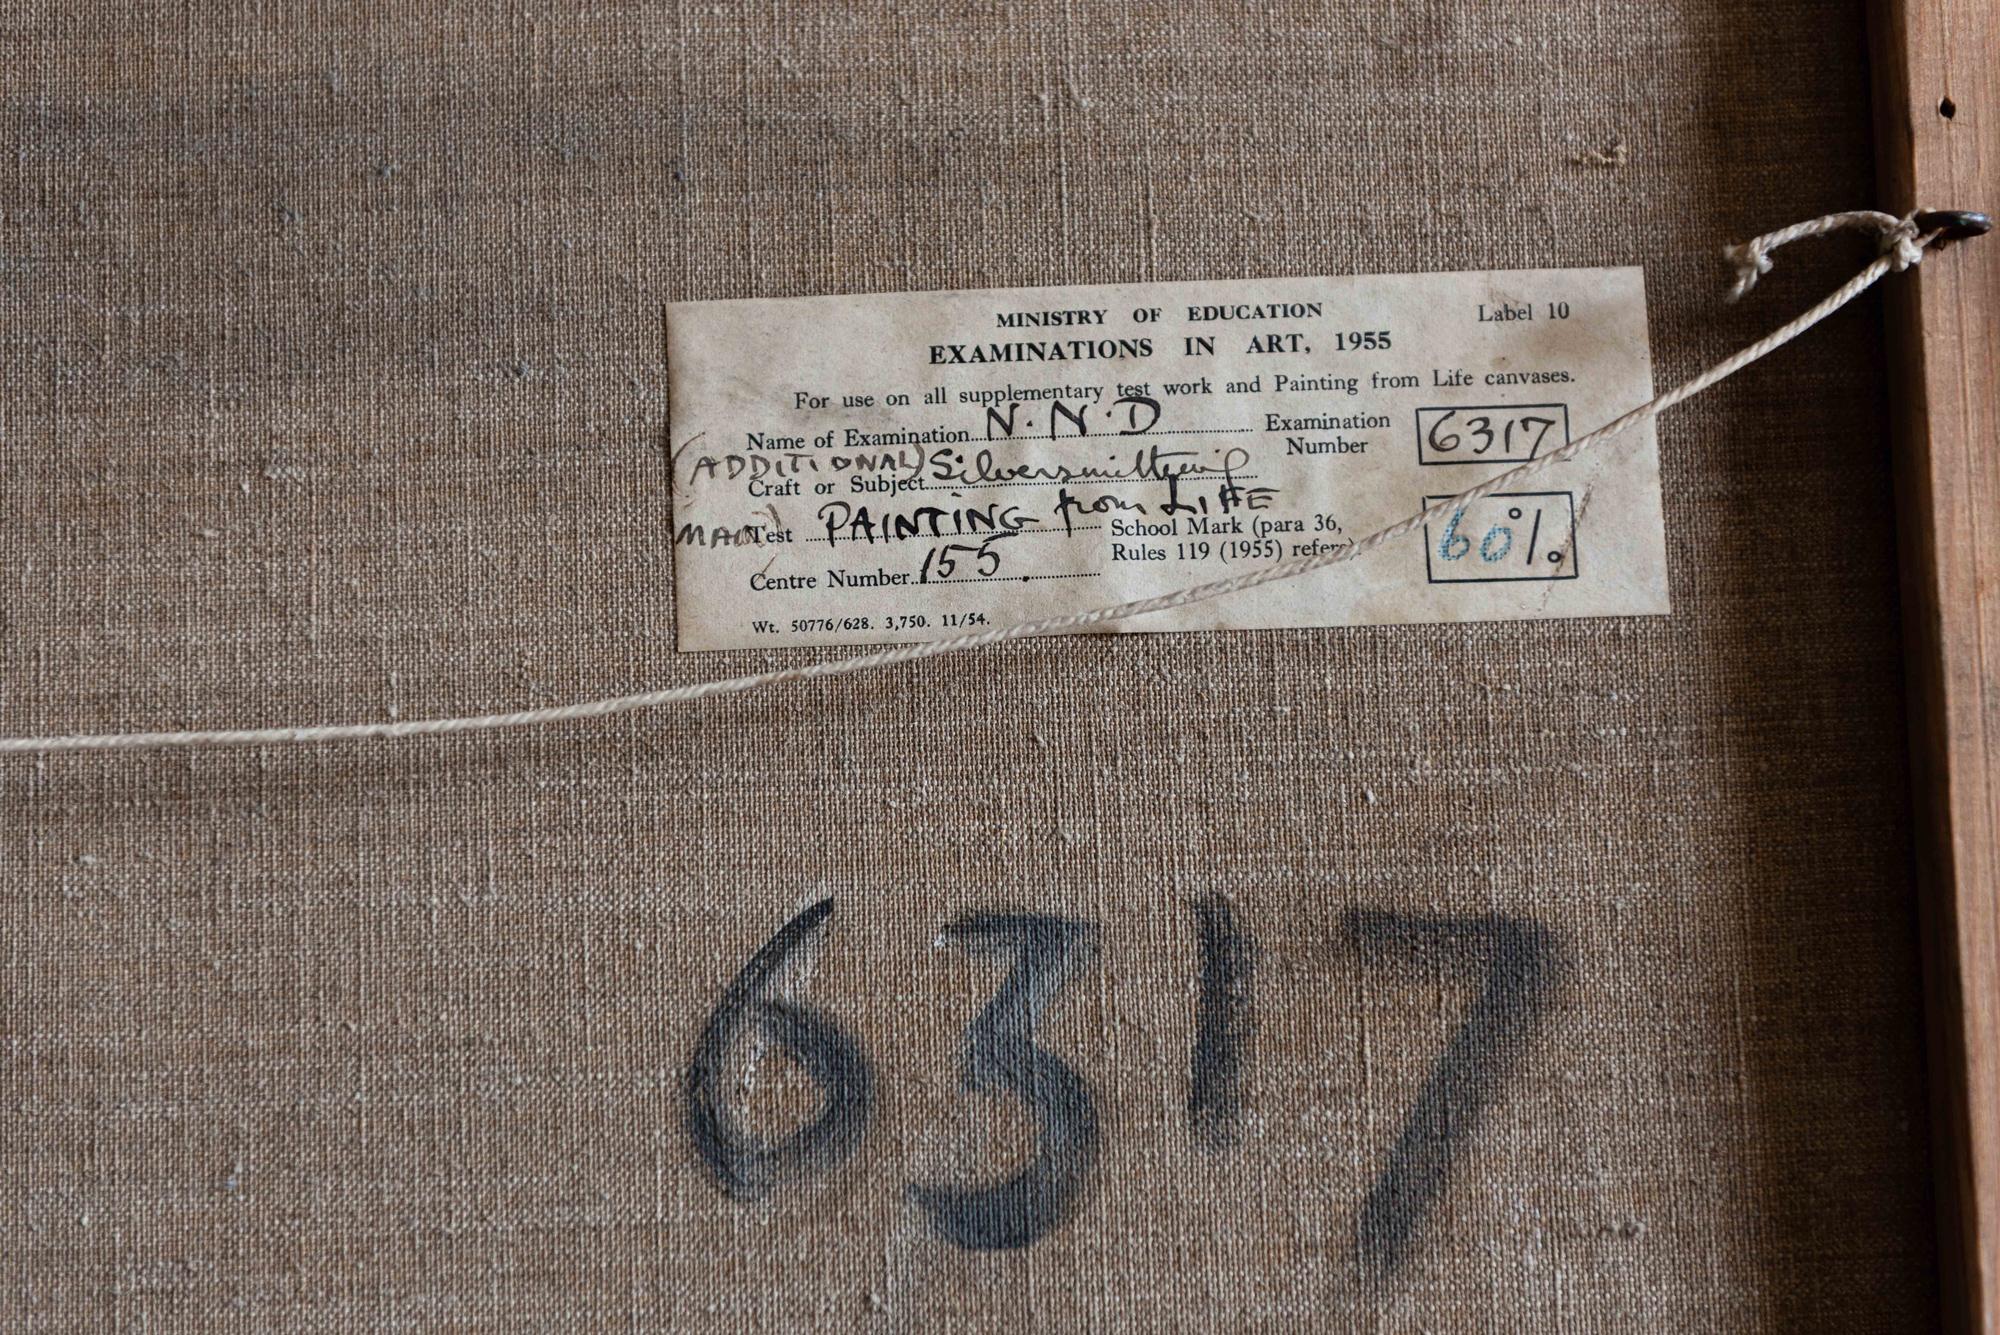 MINISTRY OF EDUCATION Label 10
EXAMINATIONS IN ART, 1955
For use on all supplementary test work and Painting from Life canvases.
Name of Examination N.N.D Examination Number 6317
(ADDITIONAL) Silversmithing
Craft or Subject
MAIN Test PAINTING from LIFE School Mark (para 36,
Rules 119 (1955) refers) 60%
Centre Number 155
Wt. 50776/628. 3,750. 11/54.
6317